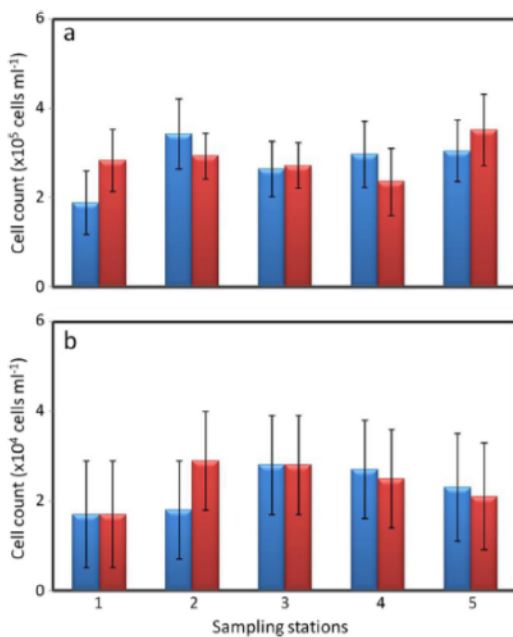 a
Cell count (x10⁵ cells ml⁻¹)
6
4
2
0
b
Cell count (x10⁴ cells ml⁻¹)
6
4
2
0
1 2 3 4 5
Sampling stations